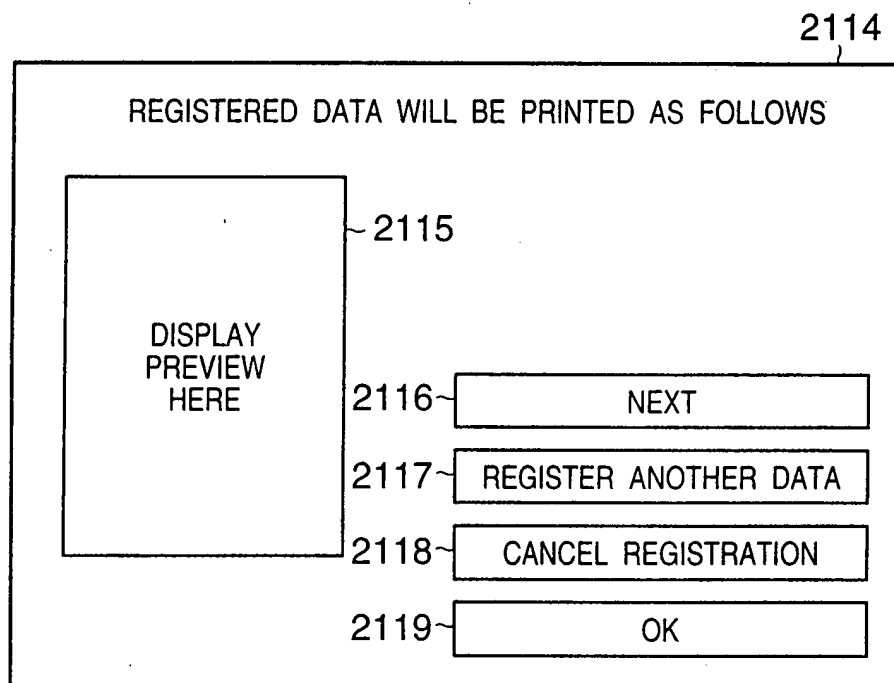 2114
REGISTERED DATA WILL BE PRINTED AS FOLLOWS
2115
DISPLAY
PREVIEW
HERE
2116
NEXT
2117
REGISTER ANOTHER DATA
2118
CANCEL REGISTRATION
2119
OK